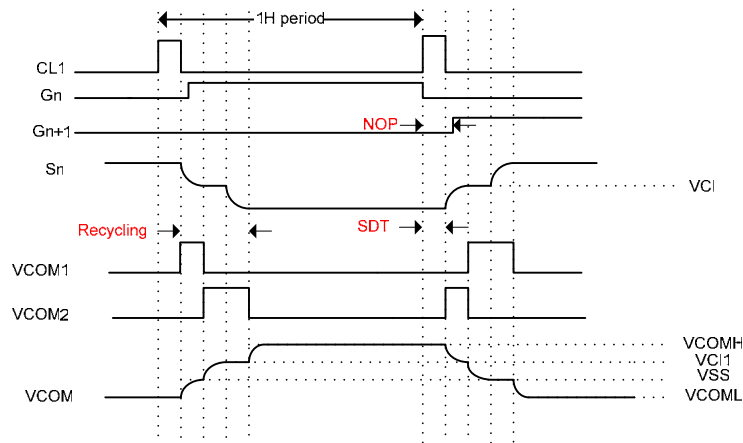 1H period
CL1
Gn
Gn+1
NOP
Sn
VCI
Recycling
SDT
VCOM1
VCOM2
VCOMH
VCI1
VSS
VCOM
VCOML